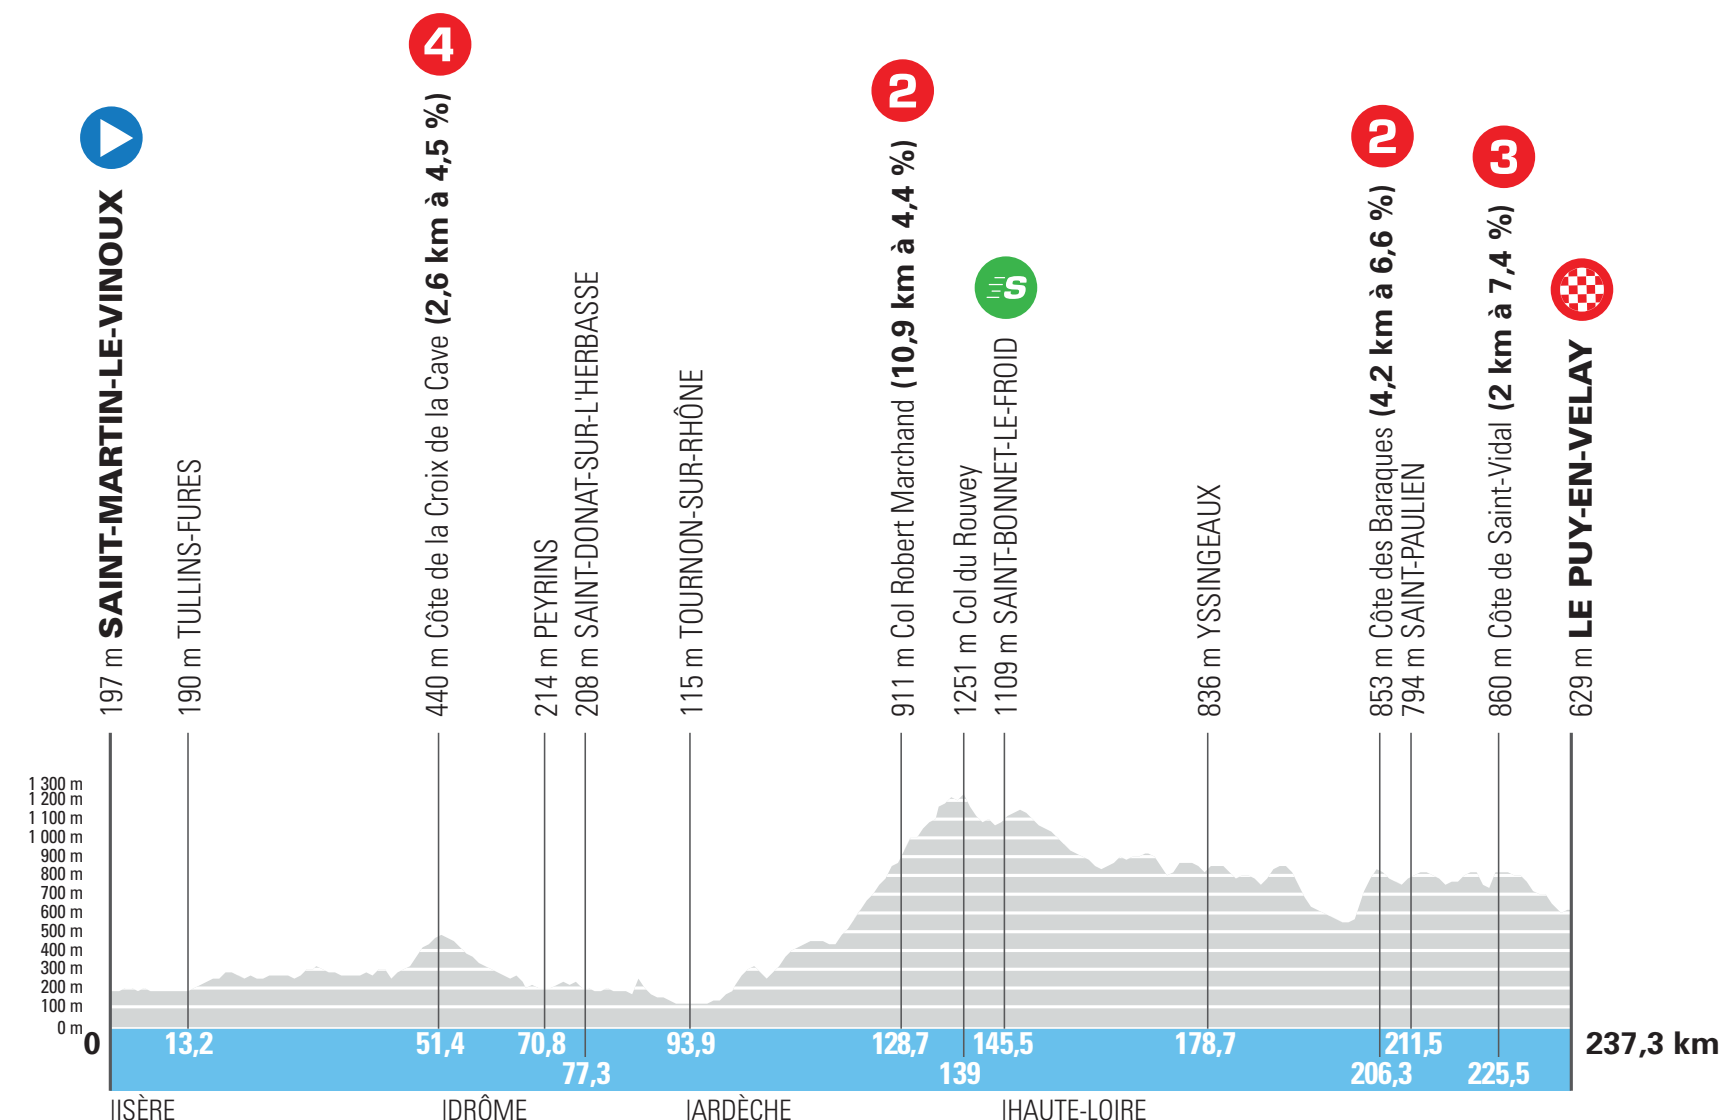 4
197 m SAINT-MARTIN-LE-VINOUX
190 m TULLINS-FURES
440 m Côte de la Croix de la Cave (2,6 km à 4,5 %)
214 m PEYRINS
208 m SAINT-DONAT-SUR-L'HERBASSE
115 m TOURNON-SUR-RHÔNE
2
911 m Col Robert Marchand (10,9 km à 4,4 %)
1251 m Col du Rouvey
S
1109 m SAINT-BONNET-LE-FROID
836 m YSSINGEAUX
2
853 m Côte des Baraques (4,2 km à 6,6 %)
794 m SAINT-PAULIEN
3
860 m Côte de Saint-Vidal (2 km à 7,4 %)
629 m LE PUY-EN-VELAY
1 300 m
1 200 m
1 100 m
1 000 m
900 m
800 m
700 m
600 m
500 m
400 m
300 m
200 m
100 m
0 m
0 13,2 51,4 70,8 93,9 128,7 145,5 178,7 211,5 237,3 km
77,3 139 206,3 225,5
ISÈRE DRÔME ARDÈCHE HAUTE-LOIRE